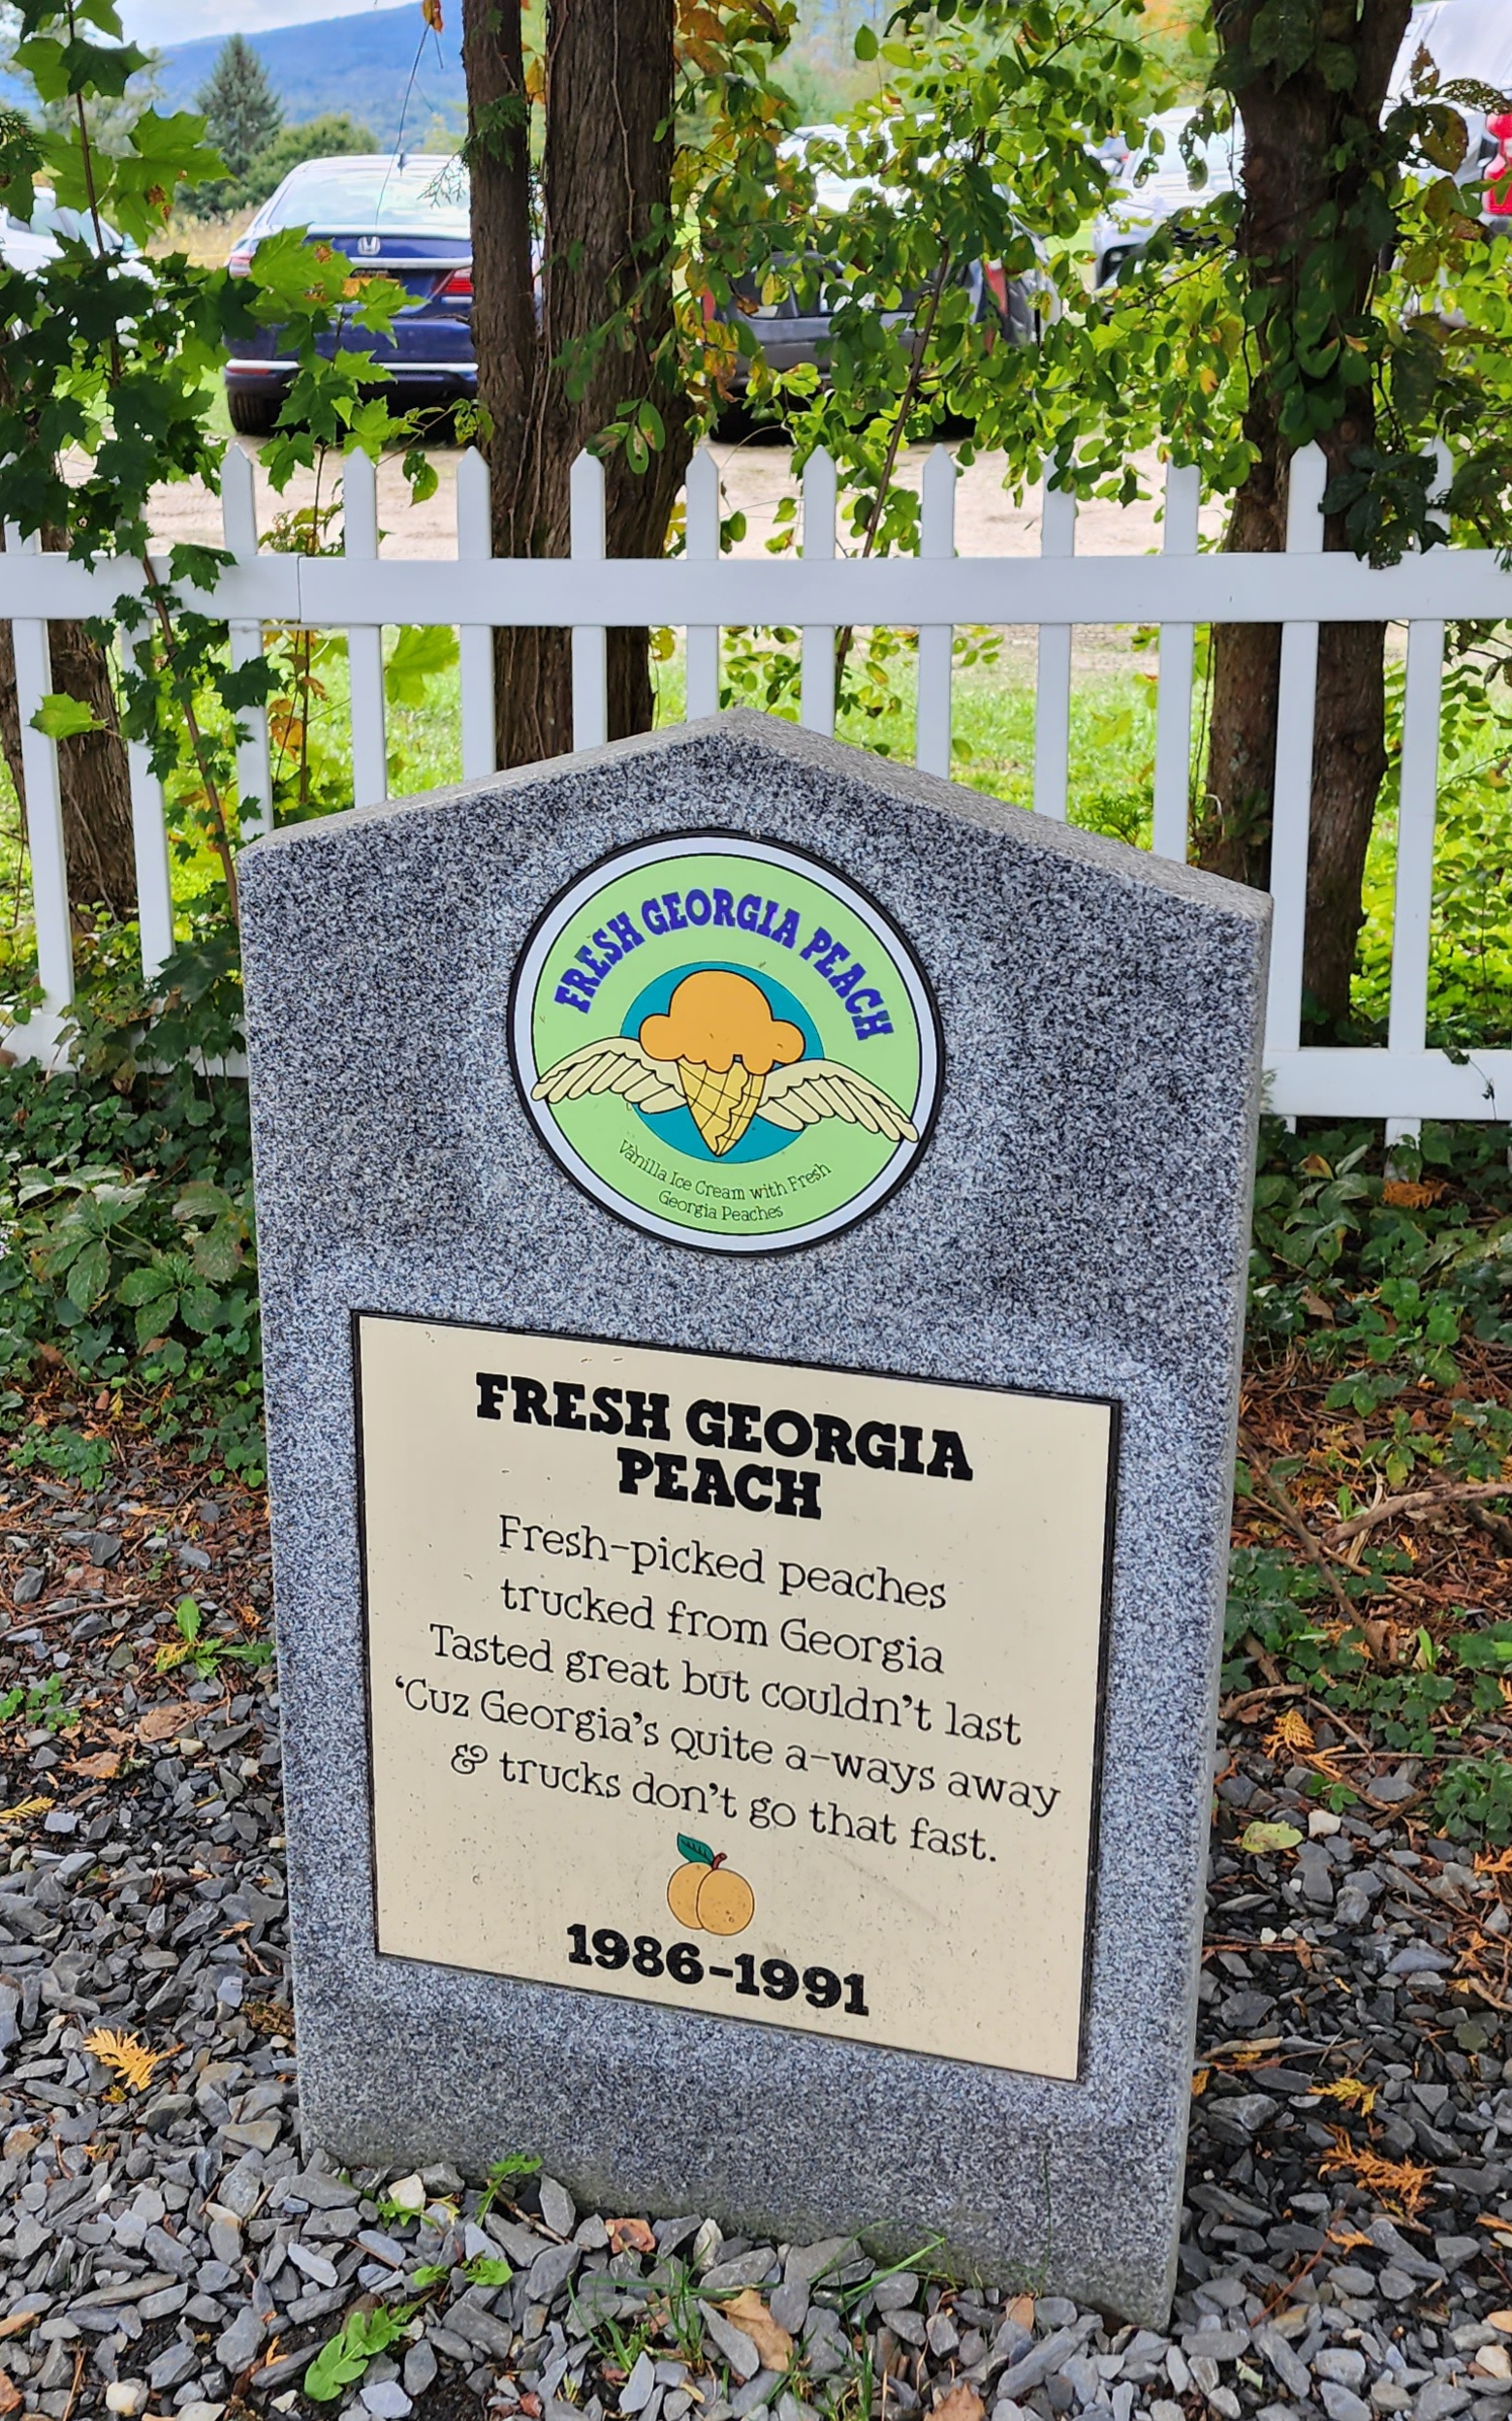 FRESH GEORGIA PEACH
Vanilla Ice Cream with Fresh
Georgia Peaches
FRESH GEORGIA
PEACH
Fresh-picked peaches
trucked from Georgia
Tasted great but couldn't last
‘Cuz Georgia's quite a-ways away
& trucks don't go that fast.
1986-1991